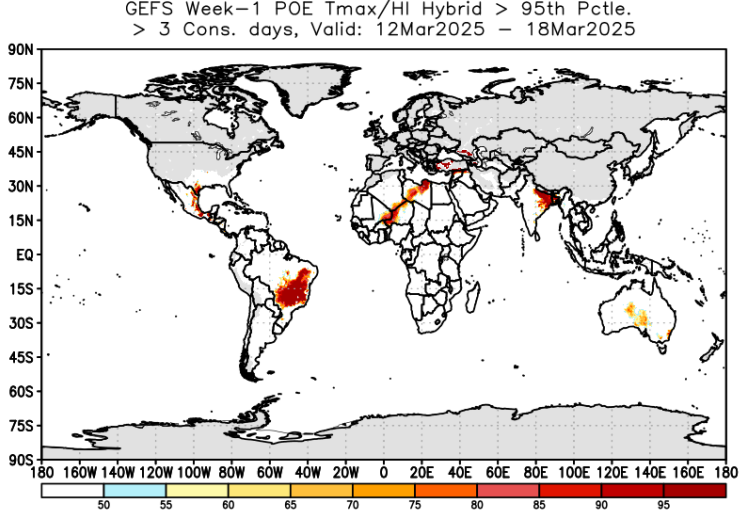 GEFS Week-1 POE Tmax/HI Hybrid > 95th Pctle.
> 3 Cons. days, Valid: 12Mar2025 - 18Mar2025
90N
75N
60N
45N
30N
15N
EQ
15S
30S
45S
60S
75S
90S
180 160W 140W 120W 100W 80W 60W 40W 20W 0 20E 40E 60E 80E 100E 120E 140E 160E 180
50 55 60 65 70 75 80 85 90 95